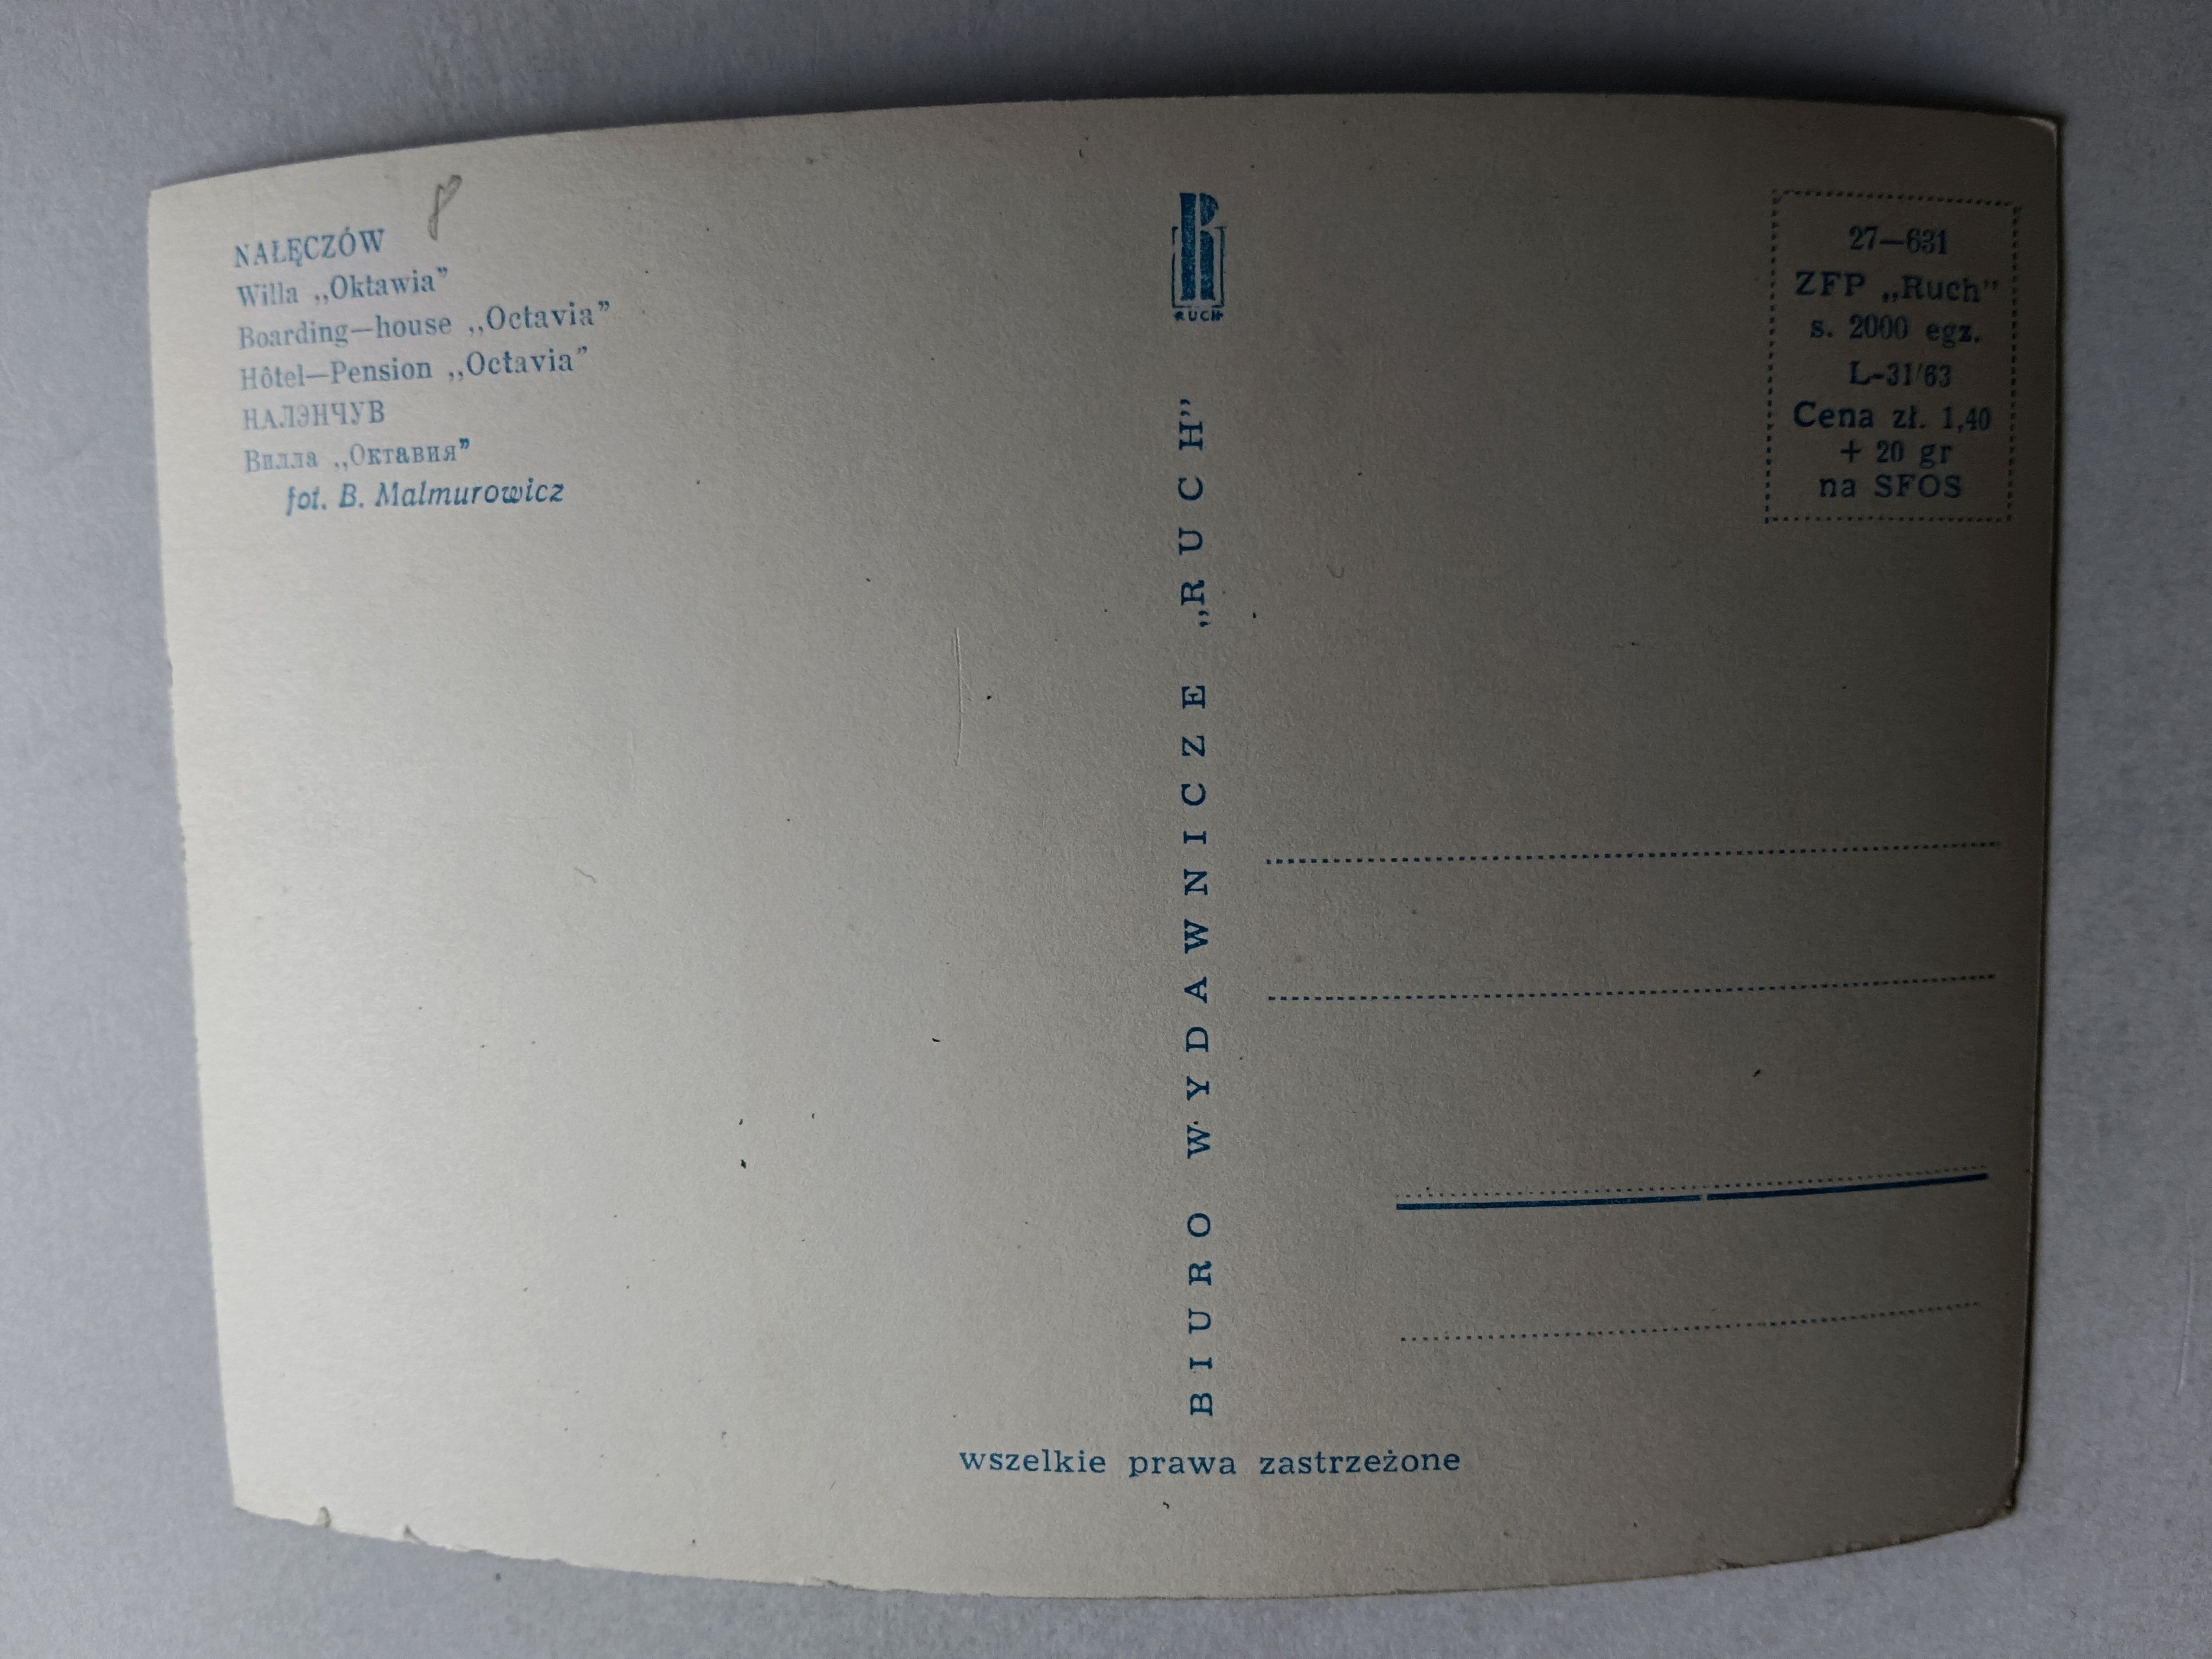 8
NAŁĘCZÓW
Willa „Oktawia”
Boarding—house „Octavia”
Hôtel—Pension „Octavia”
НАЛЭНЧУВ
Вилла „Октавия”
fot. B. Malmurowicz
R
RUCH
BIURO WYDAWNICZE „RUCH”
27—631
ZFP „Ruch”
s. 2000 egz.
L-31/63
Cena zł. 1,40
+ 20 gr
na SFOS
wszelkie prawa zastrzeżone